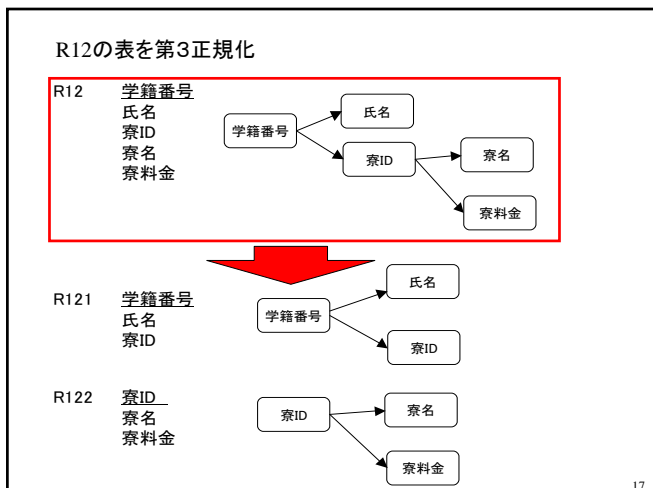 R12の表を第3正規化
R12 学籍番号
氏名
寮ID
寮名
寮料金
学籍番号
氏名
寮ID
寮名
寮料金
R121 学籍番号
氏名
寮ID
学籍番号
氏名
寮ID
R122 寮ID
寮名
寮料金
寮ID
寮名
寮料金
17